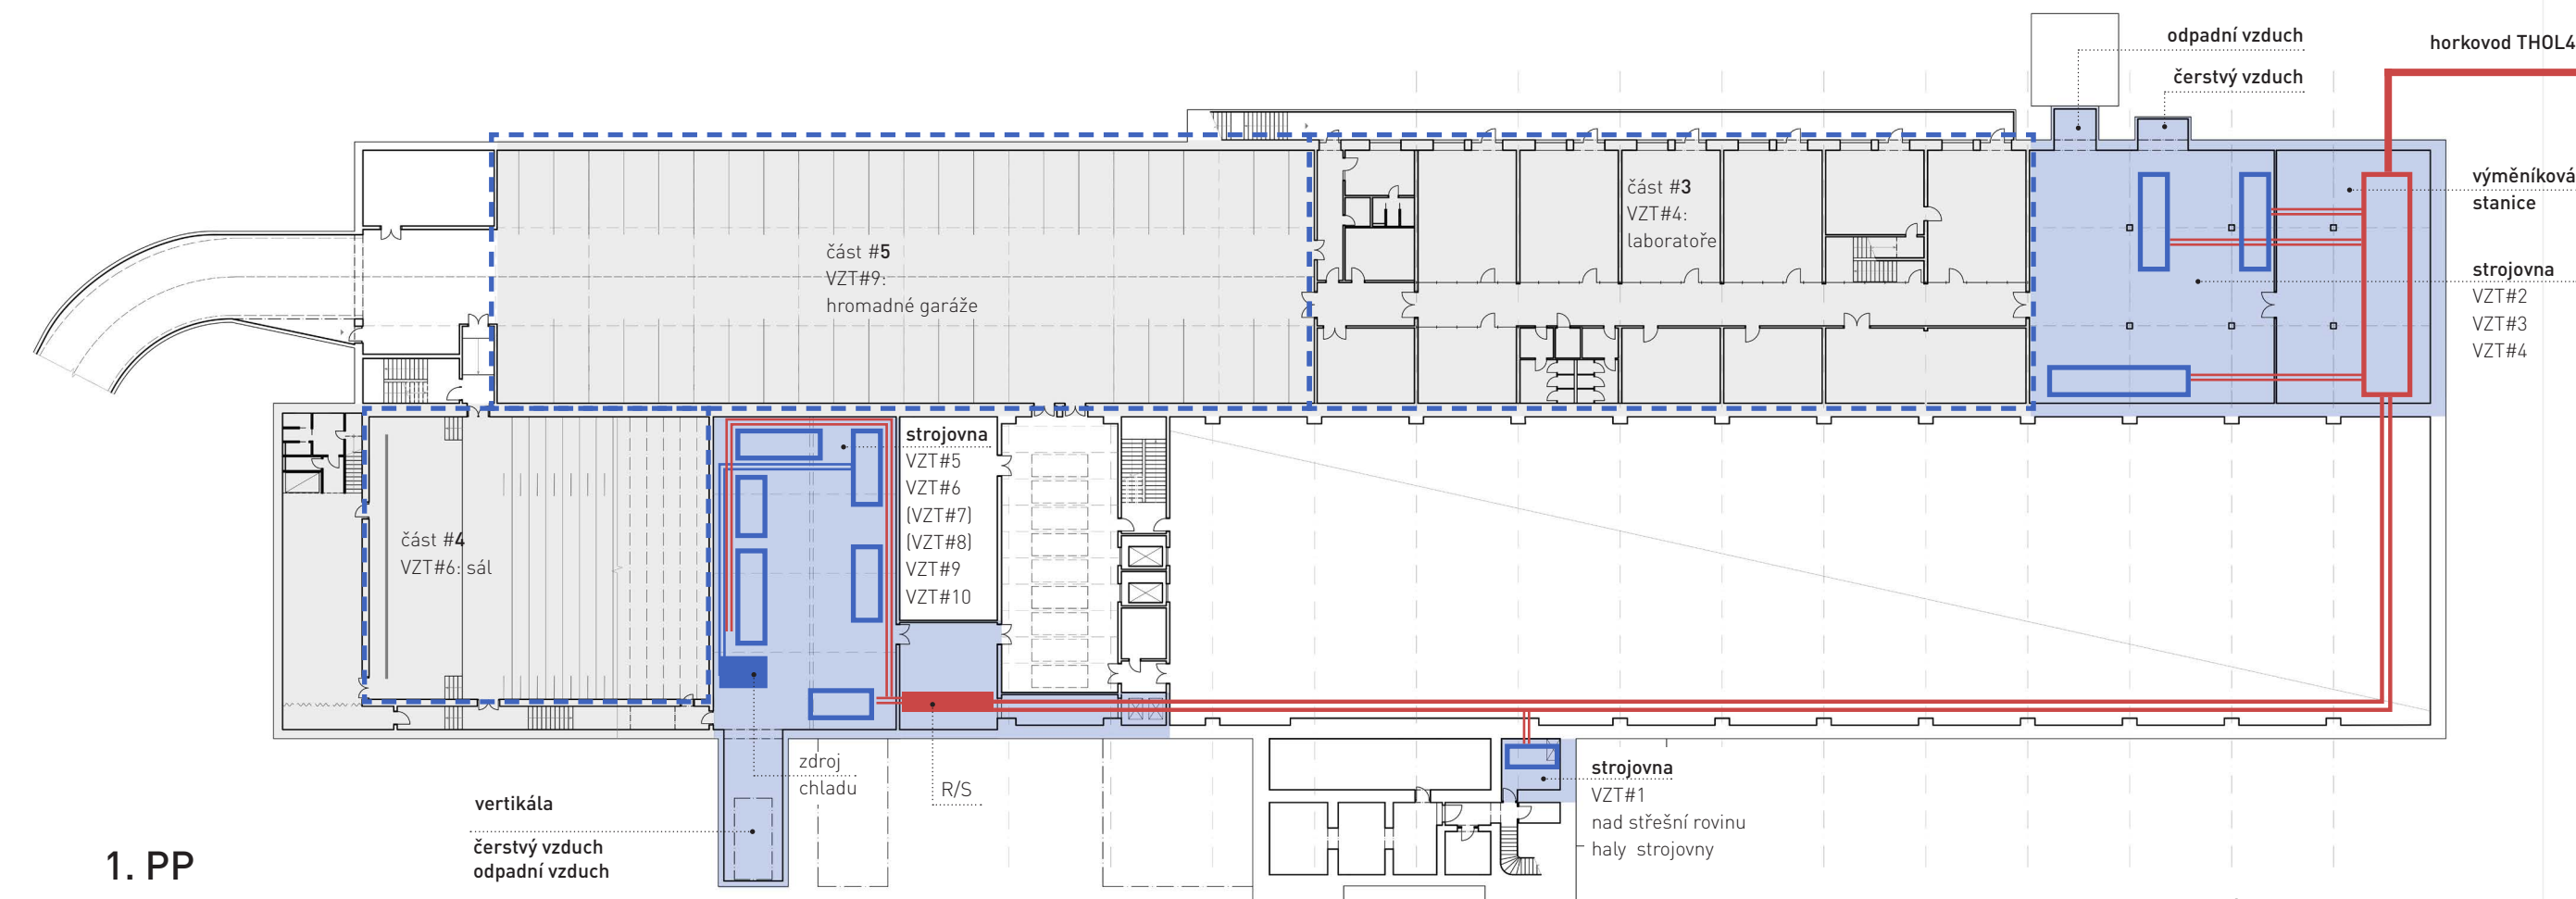 odpadní vzduch
čerstvý vzduch
horkovod THOL4
výměníková
stanice
strojovna
VZT#2
VZT#3
VZT#4
část #3
VZT#4:
laboratoře
část #5
VZT#9:
hromadné garáže
část #4
VZT#6: sál
strojovna
VZT#5
VZT#6
(VZT#7)
(VZT#8)
VZT#9
VZT#10
zdroj
chladu
R/S
strojovna
VZT#1
nad střešní rovinu
haly strojovny
vertikála
čerstvý vzduch
odpadní vzduch
1. PP